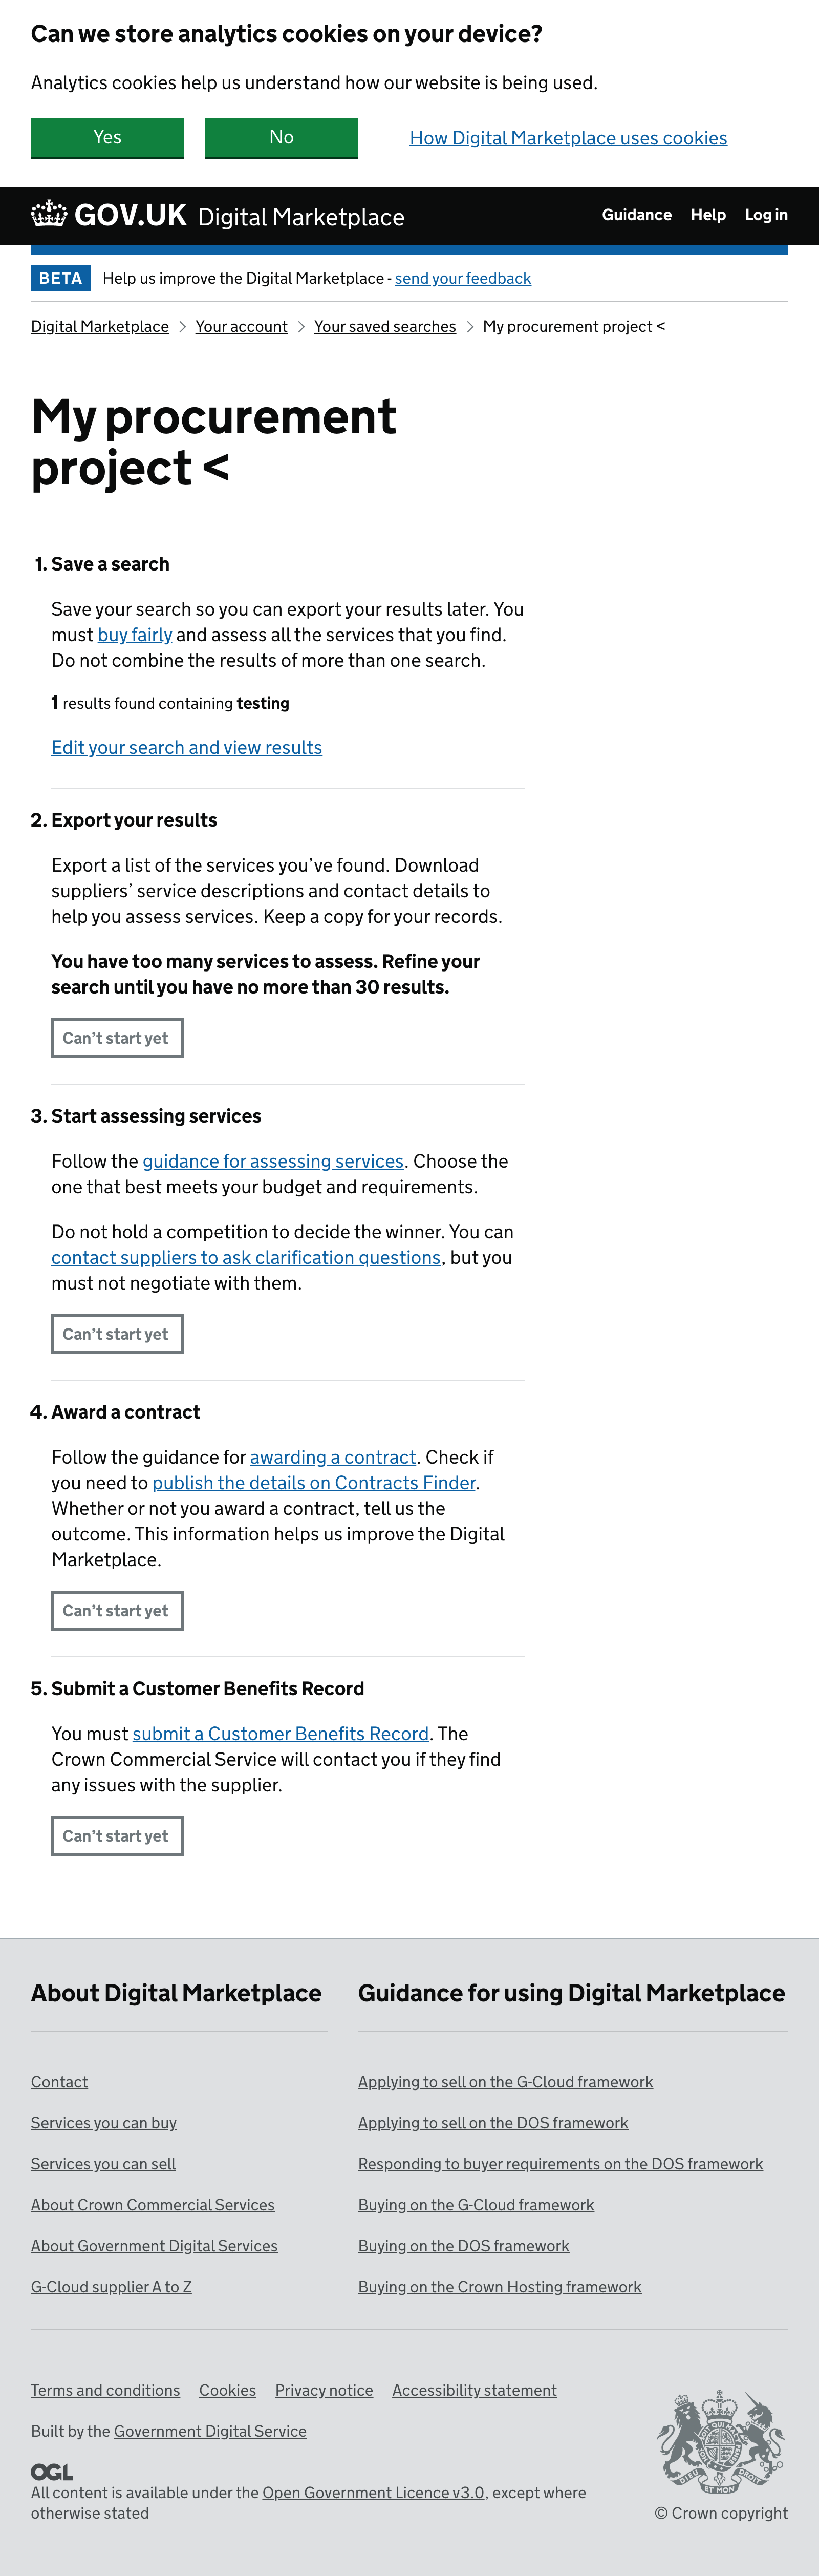 Can we store analytics cookies on your device?
Analytics cookies help us understand how our website is being used.
Yes
No
How Digital Marketplace uses cookies
GOV.UK Digital Marketplace
Guidance
Help
Log in
BETA
Help us improve the Digital Marketplace - send your feedback
Digital Marketplace
Your account
Your saved searches
My procurement project <
My procurement
project <
1. Save a search
Save your search so you can export your results later. You
must buy fairly and assess all the services that you find.
Do not combine the results of more than one search.
1 results found containing testing
Edit your search and view results
2. Export your results
Export a list of the services you’ve found. Download
suppliers’ service descriptions and contact details to
help you assess services. Keep a copy for your records.
You have too many services to assess. Refine your
search until you have no more than 30 results.
Can’t start yet
3. Start assessing services
Follow the guidance for assessing services. Choose the
one that best meets your budget and requirements.
Do not hold a competition to decide the winner. You can
contact suppliers to ask clarification questions, but you
must not negotiate with them.
Can’t start yet
4. Award a contract
Follow the guidance for awarding a contract. Check if
you need to publish the details on Contracts Finder.
Whether or not you award a contract, tell us the
outcome. This information helps us improve the Digital
Marketplace.
Can’t start yet
5. Submit a Customer Benefits Record
You must submit a Customer Benefits Record. The
Crown Commercial Service will contact you if they find
any issues with the supplier.
Can’t start yet
About Digital Marketplace
Contact
Services you can buy
Services you can sell
About Crown Commercial Services
About Government Digital Services
G-Cloud supplier A to Z
Guidance for using Digital Marketplace
Applying to sell on the G-Cloud framework
Applying to sell on the DOS framework
Responding to buyer requirements on the DOS framework
Buying on the G-Cloud framework
Buying on the DOS framework
Buying on the Crown Hosting framework
Terms and conditions
Cookies
Privacy notice
Accessibility statement
Built by the Government Digital Service
OGL
All content is available under the Open Government Licence v3.0, except where
otherwise stated
DIEU ET MON DROIT
© Crown copyright